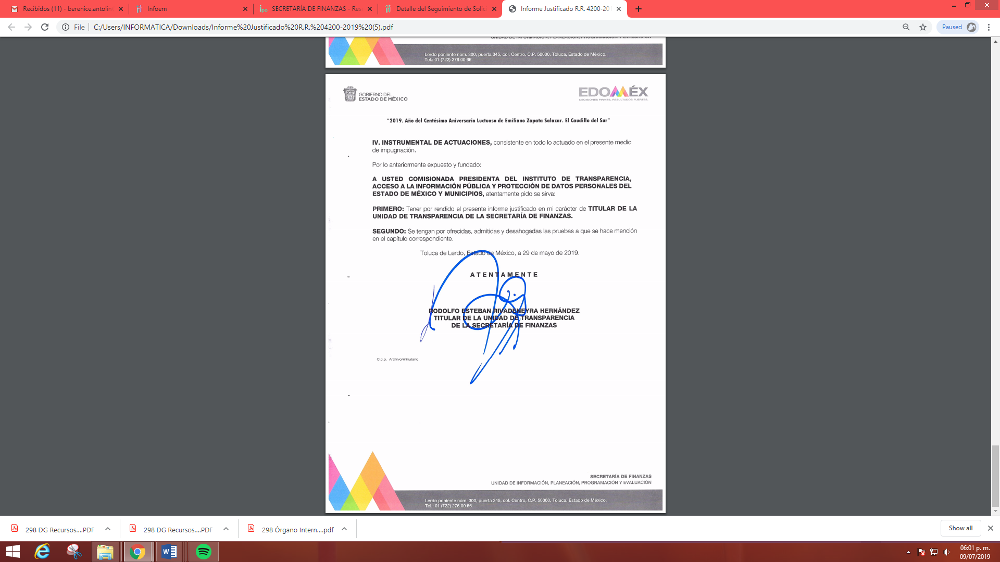 Recibidos (11) - berenice.antolin
Infoem
SECRETARÍA DE FINANZAS - Res
Detalle del Seguimiento de Solici
Informe Justificado R.R. 4200-201
File
C:/Users/INFORMATICA/Downloads/Informe%20Justificado%20R.R.%204200-2019%20(5).pdf
Paused
UNIDAD DE INFORMACIÓN, PLANEACIÓN, PROGRAMACIÓN Y EVALUACIÓN
Lerdo poniente núm. 300, puerta 345, col. Centro, C.P. 50000, Toluca, Estado de México.
Tel.: 01 (722) 276 00 66
GOBIERNO DEL
ESTADO DE MÉXICO
EDOMÉX
DECISIONES FIRMES, RESULTADOS FUERTES.
"2019. Año del Centésimo Aniversario Luctuoso de Emiliano Zapata Salazar. El Caudillo del Sur"
IV. INSTRUMENTAL DE ACTUACIONES, consistente en todo lo actuado en el presente medio
de impugnación.
Por lo anteriormente expuesto y fundado:
A USTED COMISIONADA PRESIDENTA DEL INSTITUTO DE TRANSPARENCIA,
ACCESO A LA INFORMACIÓN PÚBLICA Y PROTECCIÓN DE DATOS PERSONALES DEL
ESTADO DE MÉXICO Y MUNICIPIOS, atentamente pido se sirva:
PRIMERO: Tener por rendido el presente informe justificado en mi carácter de TITULAR DE LA
UNIDAD DE TRANSPARENCIA DE LA SECRETARÍA DE FINANZAS.
SEGUNDO: Se tengan por ofrecidas, admitidas y desahogadas las pruebas a que se hace mención
en el capítulo correspondiente.
Toluca de Lerdo, Estado de México, a 29 de mayo de 2019.
A T E N T A M E N T E
RODOLFO ESTEBAN RIVADENEYRA HERNÁNDEZ
TITULAR DE LA UNIDAD DE TRANSPARENCIA
DE LA SECRETARÍA DE FINANZAS
C.c.p. Archivo/minutario
SECRETARÍA DE FINANZAS
UNIDAD DE INFORMACIÓN, PLANEACIÓN, PROGRAMACIÓN Y EVALUACIÓN
Lerdo poniente núm. 300, puerta 345, col. Centro, C.P. 50000, Toluca, Estado de México.
Tel.: 01 (722) 276 00 66
298 DG Recursos....PDF
298 DG Recursos....PDF
298 Órgano Intern....pdf
Show all
06:01 p. m.
09/07/2019